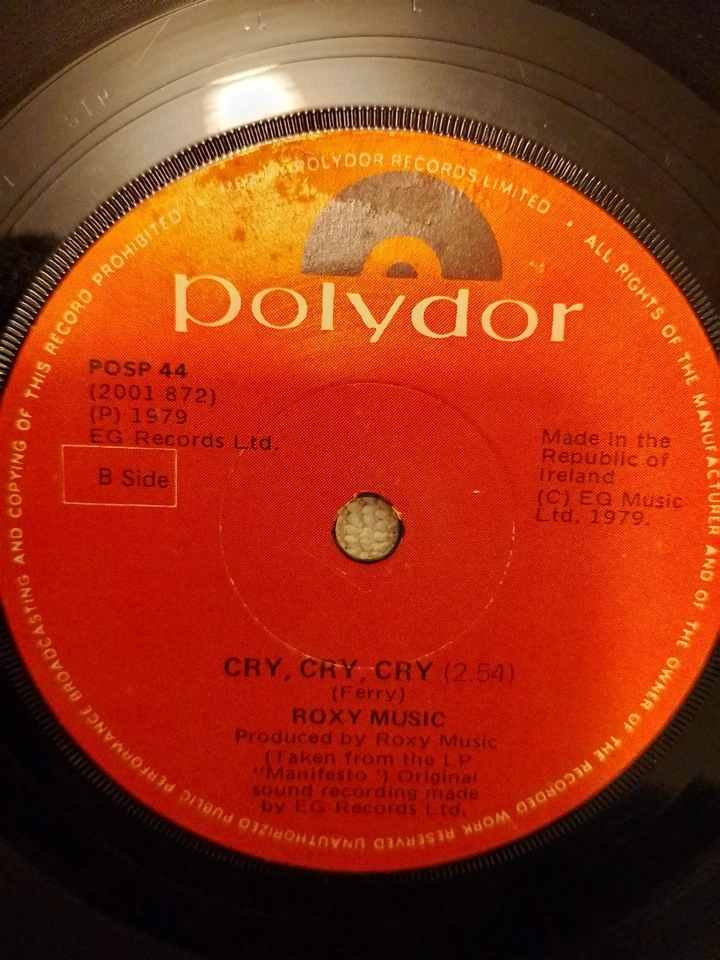 polydor
POSP 44
(2001 872)
(P) 1979
EG Records Ltd.
B Side
Made in the
Republic of
Ireland
(C) EG Music
Ltd. 1979.
CRY, CRY, CRY (2.54)
(Ferry)
ROXY MUSIC
Produced by Roxy Music
(Taken from the LP
"Manifesto') Original
sound recording made
by EG Records Ltd.
POLYDOR RECORDS LIMITED • ALL RIGHTS OF THE MANUFACTURER AND OF THE OWNER OF THE RECORDED WORK RESERVED UNAUTHORIZED PUBLIC PERFORMANCE BROADCASTING AND COPYING OF THIS RECORD PROHIBITED